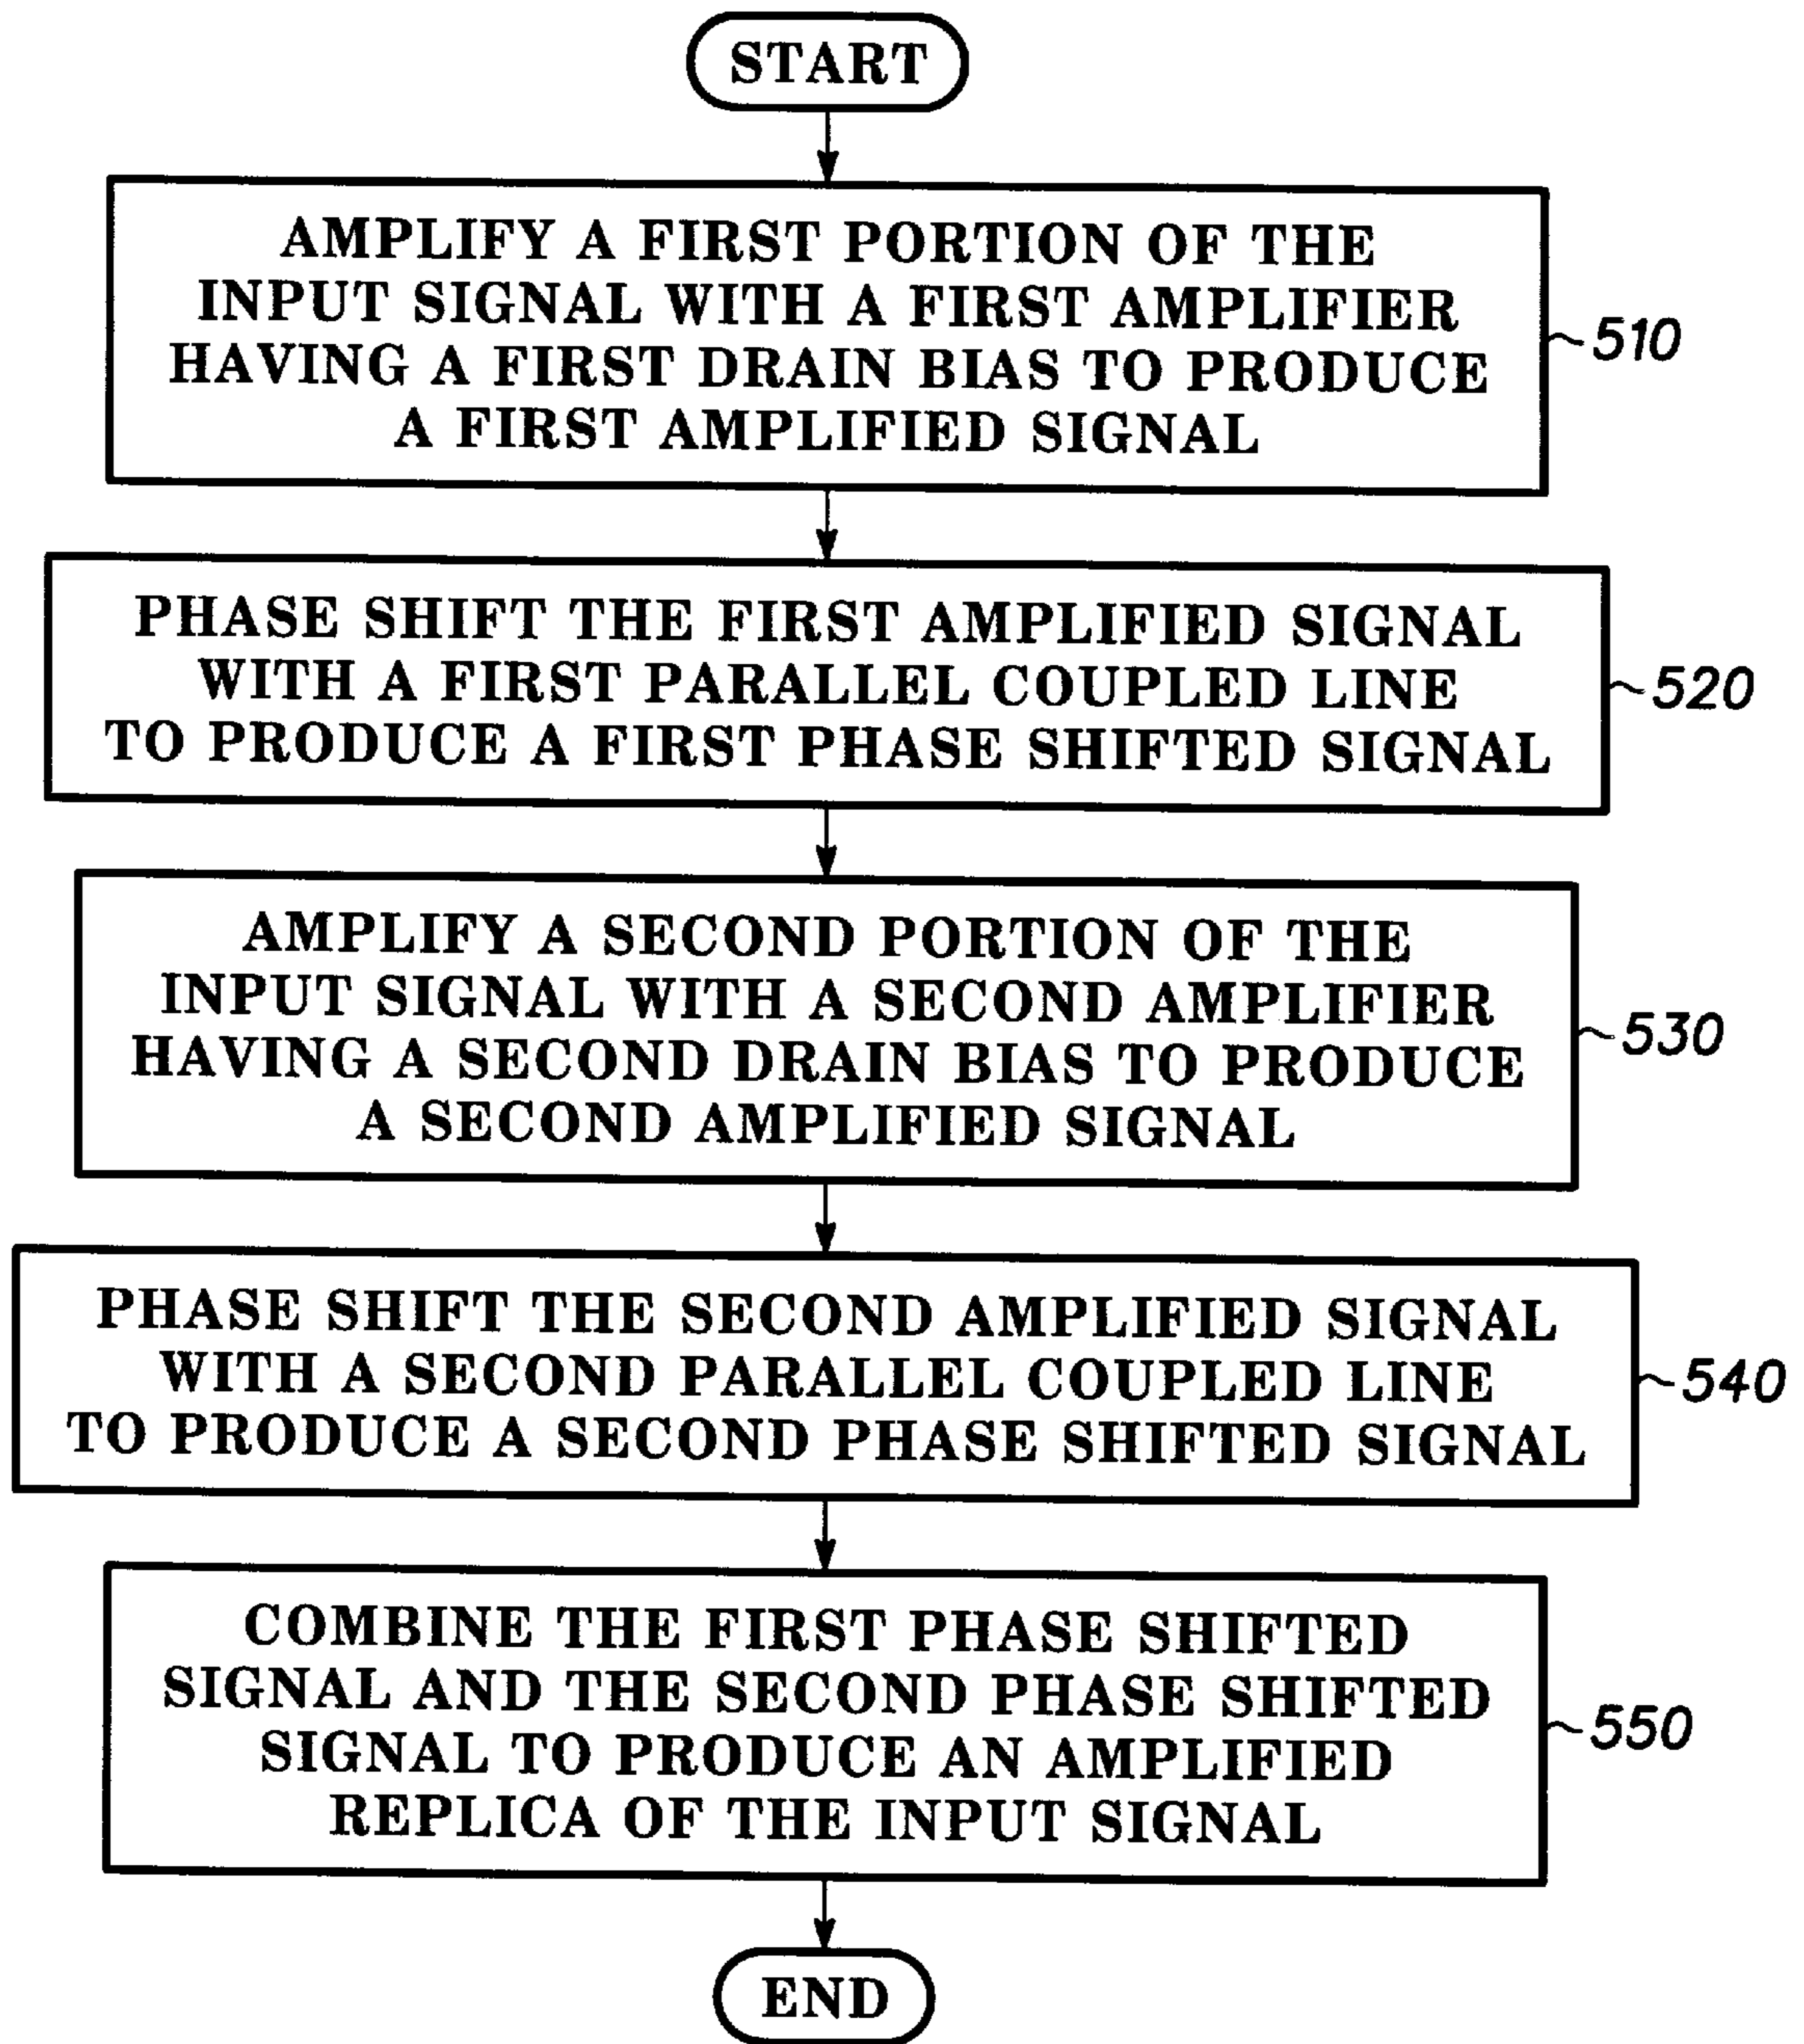 START
AMPLIFY A FIRST PORTION OF THE
INPUT SIGNAL WITH A FIRST AMPLIFIER
HAVING A FIRST DRAIN BIAS TO PRODUCE
A FIRST AMPLIFIED SIGNAL
510
PHASE SHIFT THE FIRST AMPLIFIED SIGNAL
WITH A FIRST PARALLEL COUPLED LINE
TO PRODUCE A FIRST PHASE SHIFTED SIGNAL
520
AMPLIFY A SECOND PORTION OF THE
INPUT SIGNAL WITH A SECOND AMPLIFIER
HAVING A SECOND DRAIN BIAS TO PRODUCE
A SECOND AMPLIFIED SIGNAL
530
PHASE SHIFT THE SECOND AMPLIFIED SIGNAL
WITH A SECOND PARALLEL COUPLED LINE
TO PRODUCE A SECOND PHASE SHIFTED SIGNAL
540
COMBINE THE FIRST PHASE SHIFTED
SIGNAL AND THE SECOND PHASE SHIFTED
SIGNAL TO PRODUCE AN AMPLIFIED
REPLICA OF THE INPUT SIGNAL
550
END